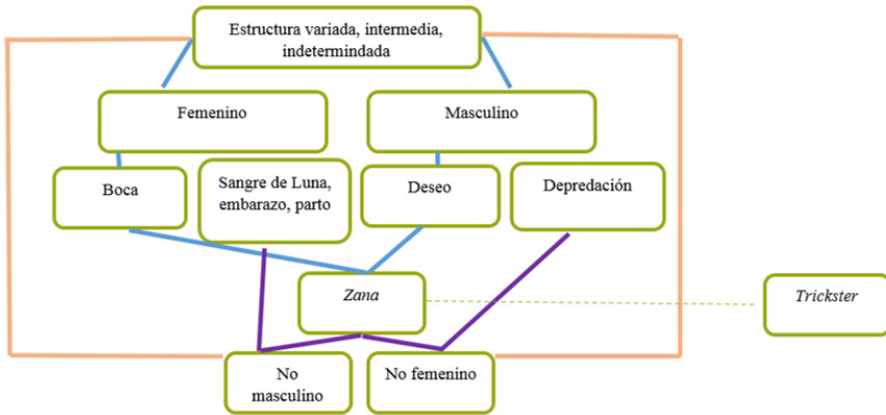 Estructura variada, intermedia,
indetermindada
Femenino
Masculino
Boca
Sangre de Luna,
embarazo, parto
Deseo
Depredación
Zana
Trickster
No
masculino
No femenino